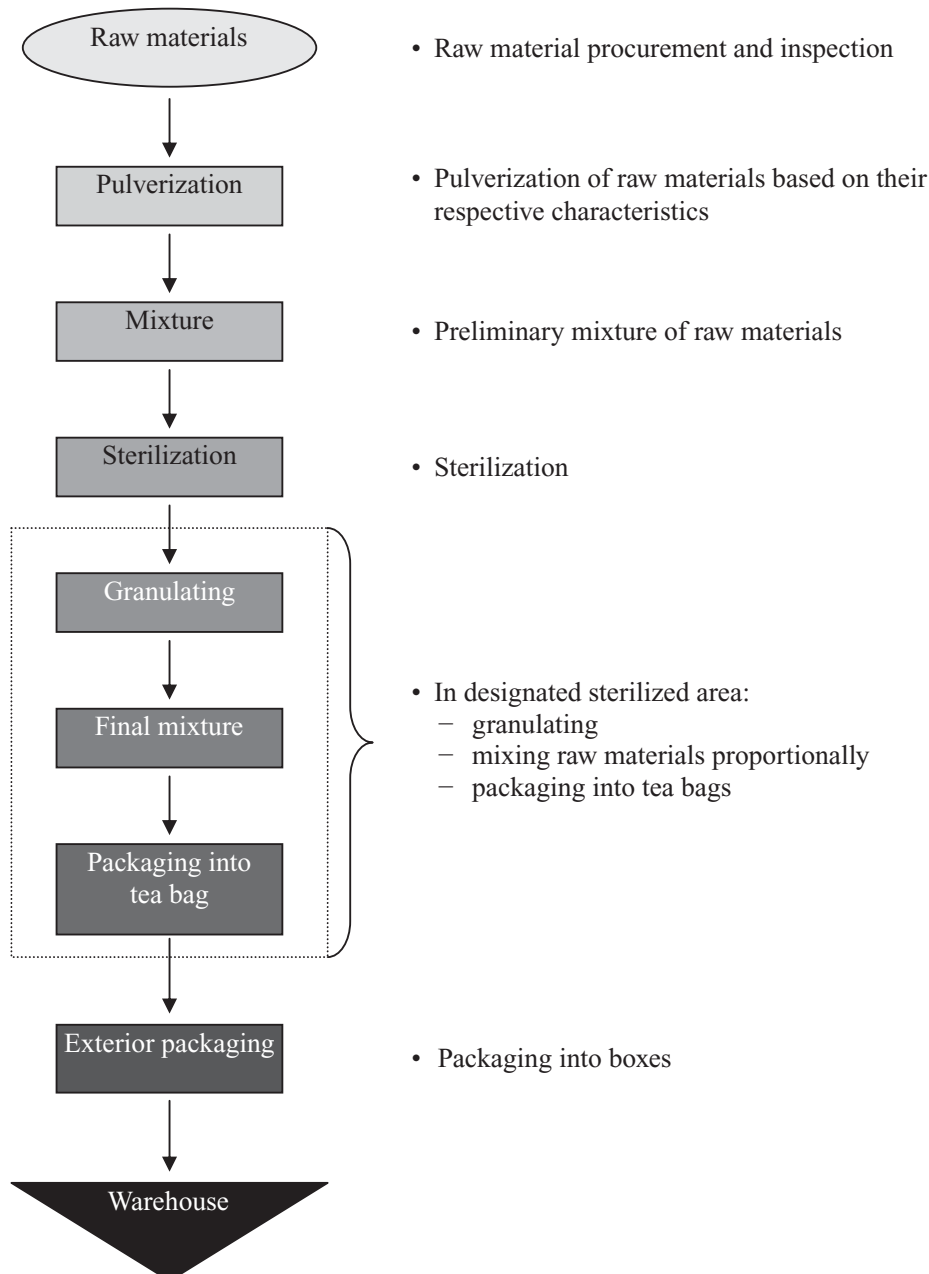 Raw materials
• Raw material procurement and inspection
Pulverization
• Pulverization of raw materials based on their
respective characteristics
Mixture
• Preliminary mixture of raw materials
Sterilization
• Sterilization
Granulating
Final mixture
Packaging into
tea bag
• In designated sterilized area:
– granulating
– mixing raw materials proportionally
– packaging into tea bags
Exterior packaging
• Packaging into boxes
Warehouse